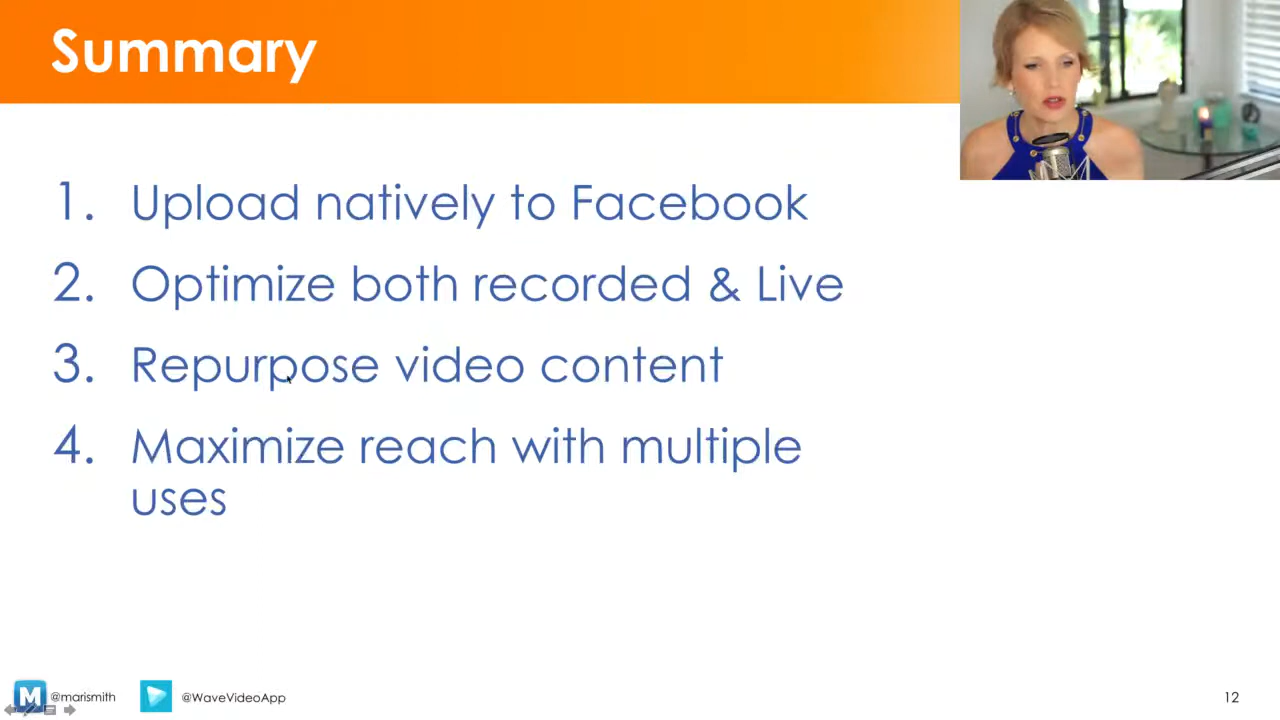 Summary
1. Upload natively to Facebook
2. Optimize both recorded & Live
3. Repurpose video content
4. Maximize reach with multiple
uses
M @marismith @WaveVideoApp 12